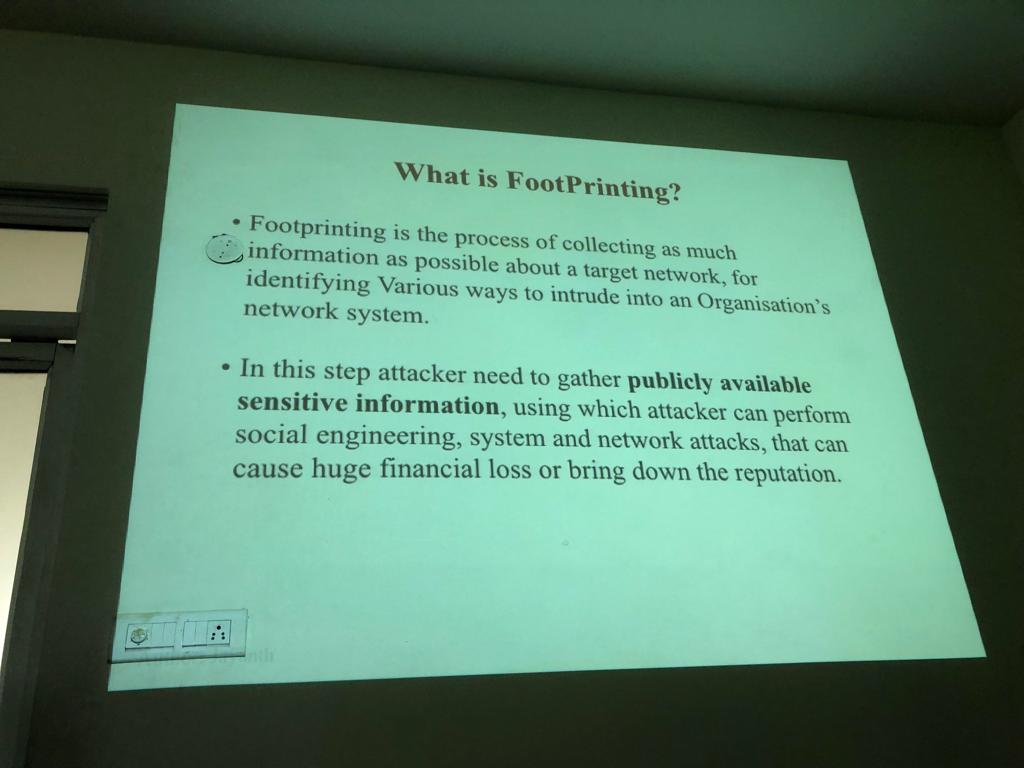 What is FootPrinting?
• Footprinting is the process of collecting as much
information as possible about a target network, for
identifying Various ways to intrude into an Organisation's
network system.
• In this step attacker need to gather publicly available
sensitive information, using which attacker can perform
social engineering, system and network attacks, that can
cause huge financial loss or bring down the reputation.